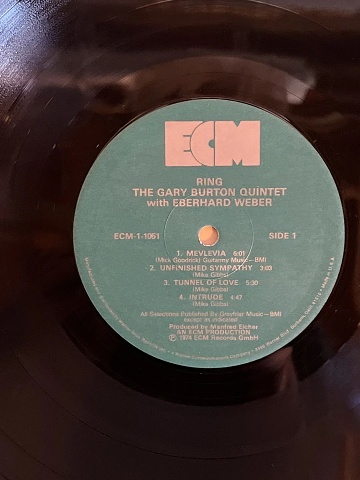 ECM
RING
THE GARY BURTON QUINTET
with EBERHARD WEBER
ECM-1-1051 SIDE 1
1. MEVLEVIA 6:01
(Mick Goodrick) Guitarmy Music—BMI
2. UNFINISHED SYMPATHY 3:03
(Mike Gibbs)
3. TUNNEL OF LOVE 5:30
(Mike Gibbs)
4. INTRUDE 4:47
(Mike Gibbs)
All Selections Published By Grayfriar Music—BMI
except as indicated
Produced by Manfred Eicher
AN ECM PRODUCTION
℗ 1974 ECM Records GmbH